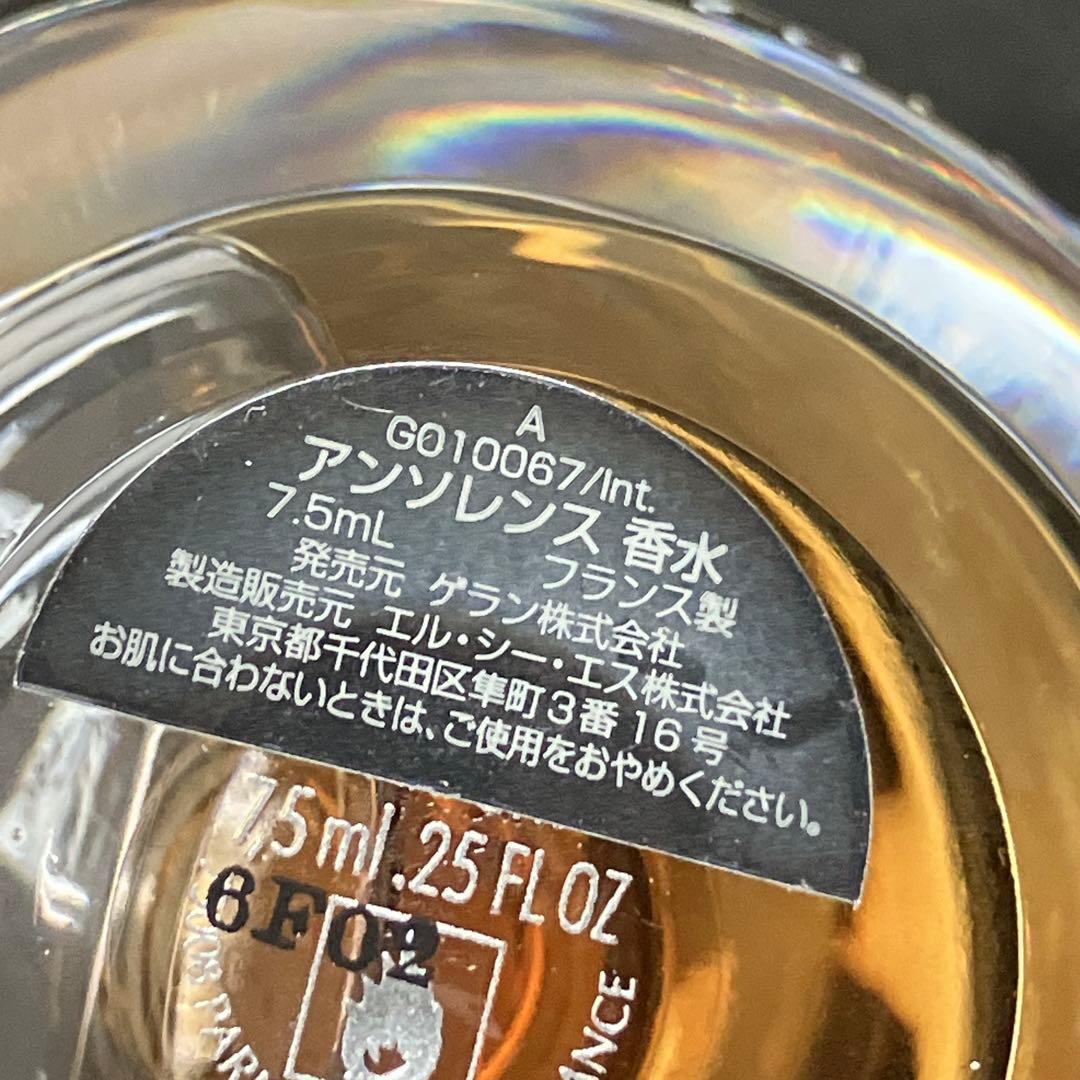 A
G010067/Int.
アンソレンス 香水
7.5mL フランス製
発売元 ゲラン株式会社
製造販売元 エル・シー・エス株式会社
東京都千代田区隼町3番16号
お肌に合わないときは、ご使用をおやめください。
7,5 ml .25 FL OZ
6F02